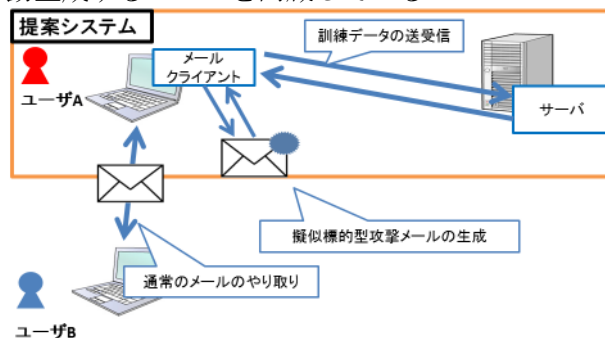 提案システム
訓練データの送受信
メール
クライアント
ユーザA
サーバ
擬似標的型攻撃メールの生成
通常のメールのやり取り
ユーザB